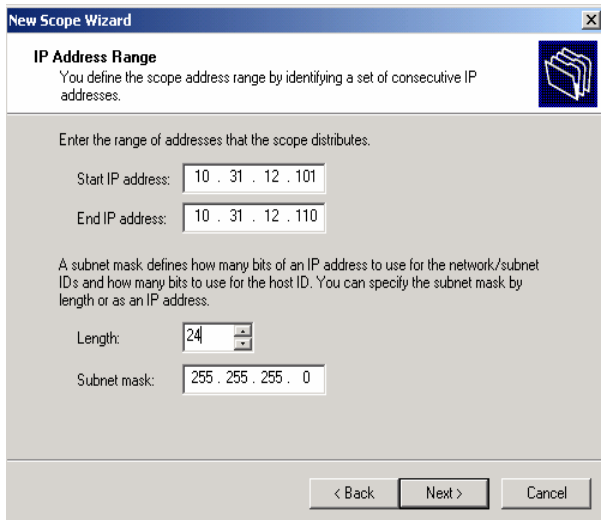 New Scope Wizard
IP Address Range
You define the scope address range by identifying a set of consecutive IP
addresses.
Enter the range of addresses that the scope distributes.
Start IP address: 10 . 31 . 12 . 101
End IP address: 10 . 31 . 12 . 110
A subnet mask defines how many bits of an IP address to use for the network/subnet
IDs and how many bits to use for the host ID. You can specify the subnet mask by
length or as an IP address.
Length: 24
Subnet mask: 255 . 255 . 255 . 0
< Back Next > Cancel